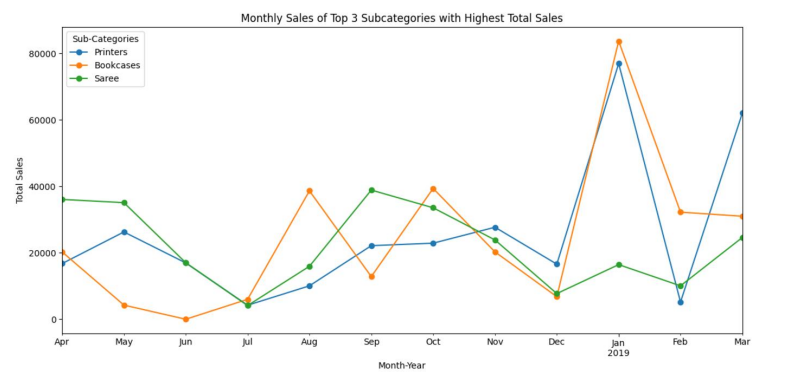 Monthly Sales of Top 3 Subcategories with Highest Total Sales
Sub-Categories
Printers
Bookcases
Saree
Total Sales
80000
60000
40000
20000
0
Apr May Jun Jul Aug Sep Oct Nov Dec Jan Feb Mar
2019
Month-Year